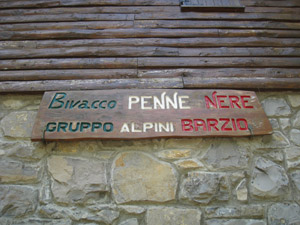 Bivacco PENNE NERE
GRUPPO ALPINI BARZIO